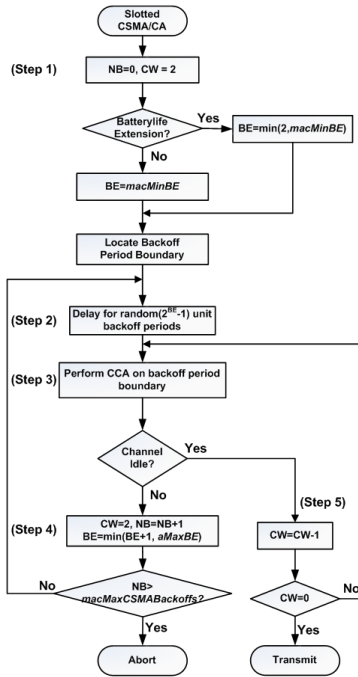 Slotted
CSMA/CA
(Step 1)
NB=0, CW = 2
Batterylife
Extension?
Yes
BE=min(2,macMinBE)
No
BE=macMinBE
Locate Backoff
Period Boundary
(Step 2)
Delay for random(2^BE-1) unit
backoff periods
(Step 3)
Perform CCA on backoff period
boundary
Channel
Idle?
Yes
No
(Step 5)
(Step 4)
CW=2, NB=NB+1
BE=min(BE+1, aMaxBE)
CW=CW-1
No
NB>
macMaxCSMABackoffs?
CW=0
No
Yes
Yes
Abort
Transmit